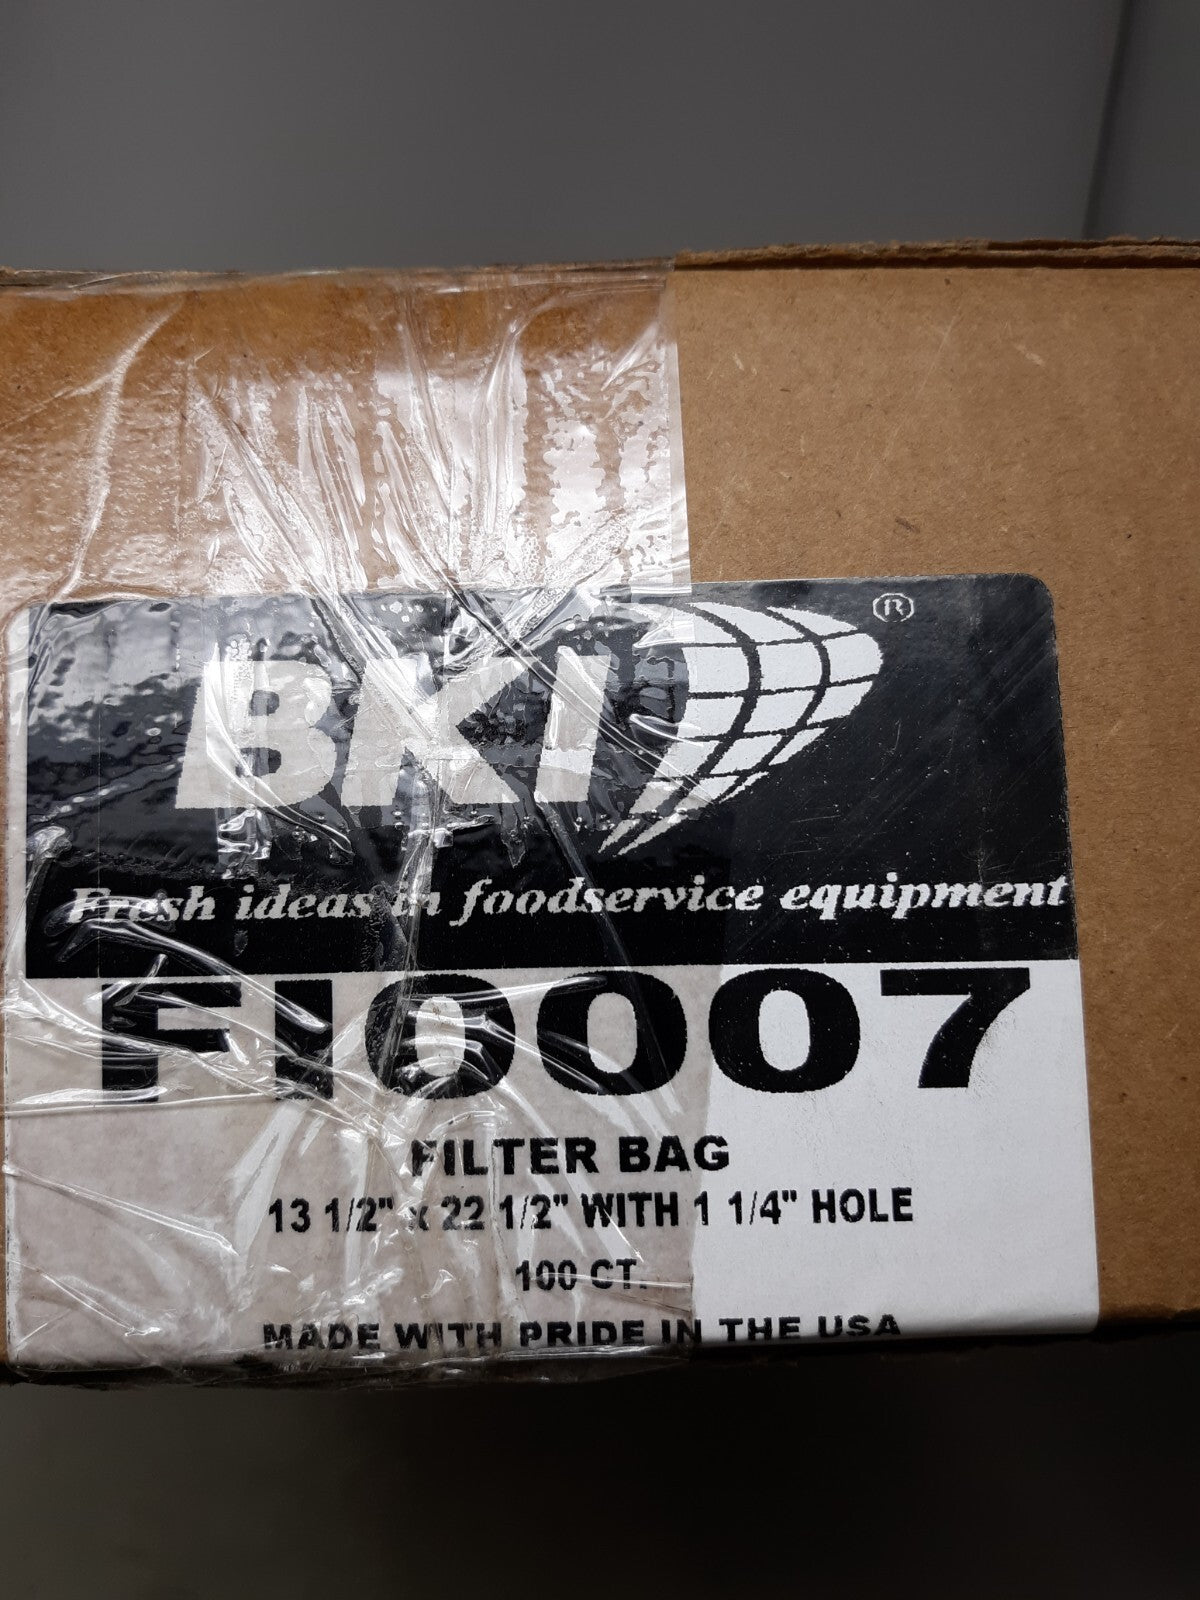 BKI ®
Fresh ideas in foodservice equipment
FI0007
FILTER BAG
13 1/2" x 22 1/2" WITH 1 1/4" HOLE
100 CT.
MADE WITH PRIDE IN THE USA